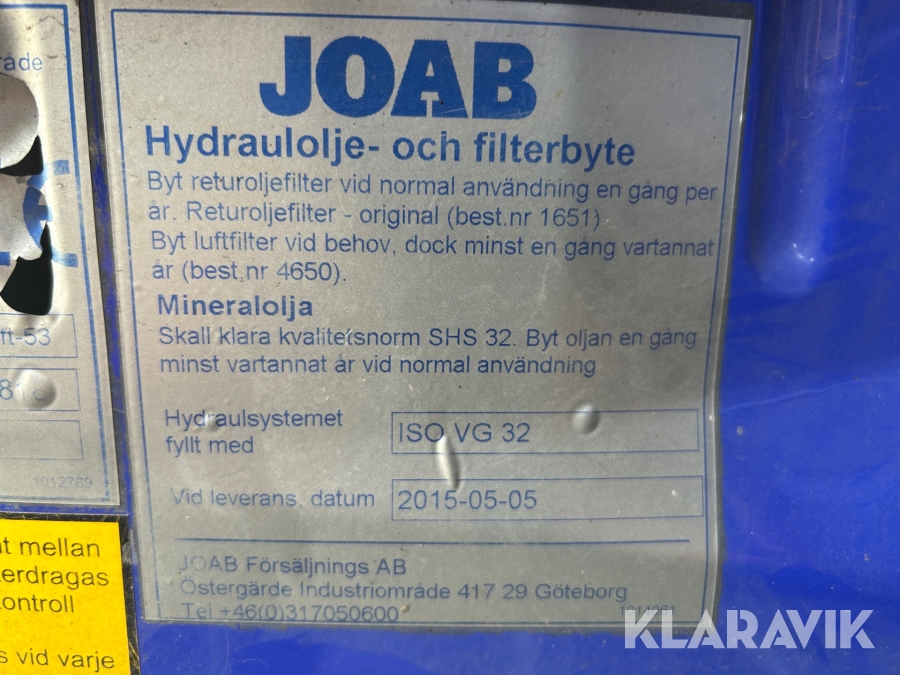 JOAB
Hydraulolje- och filterbyte
Byt returoljefilter vid normal användning en gång per
år. Returoljefilter - original (best.nr 1651)
Byt luftfilter vid behov, dock minst en gång vartannat
år (best.nr 4650).
Mineralolja
Skall klara kvalitetsnorm SHS 32. Byt oljan en gång
minst vartannat år vid normal användning
Hydraulsystemet
fyllt med
ISO VG 32
Vid leverans, datum
2015-05-05
JOAB Försäljnings AB
Östergärde Industriområde 417 29 Göteborg
Tel +46(0)317050600
råde
tt-53
1012769
mellan
erdragas
ontroll
s vid varje
KLARAVIK